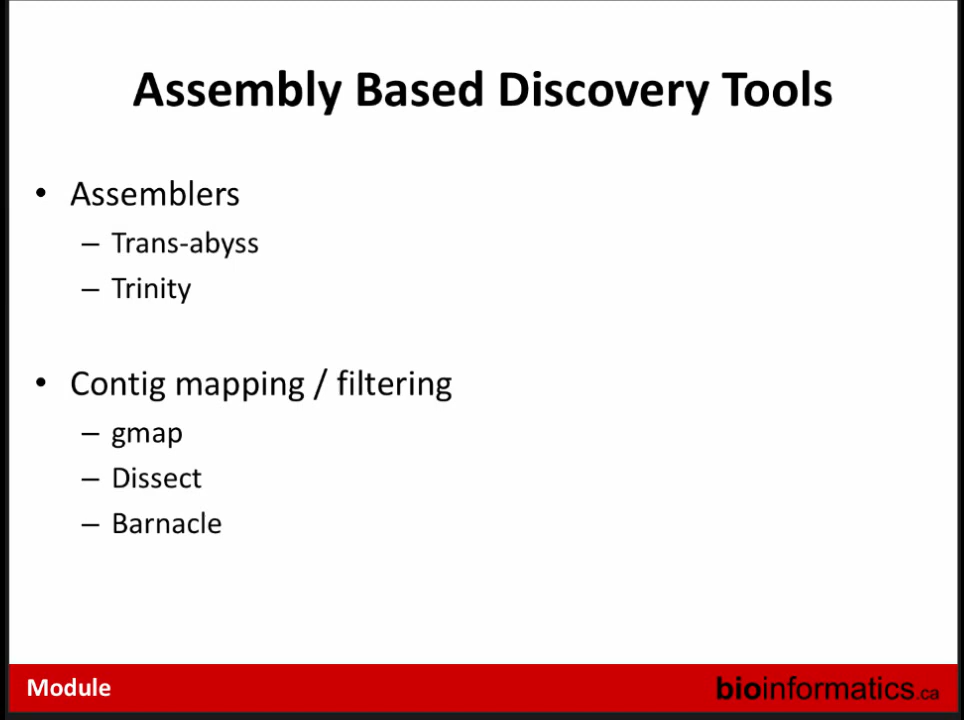 Assembly Based Discovery Tools
• Assemblers
– Trans-abyss
– Trinity
• Contig mapping / filtering
– gmap
– Dissect
– Barnacle
Module
bioinformatics.ca